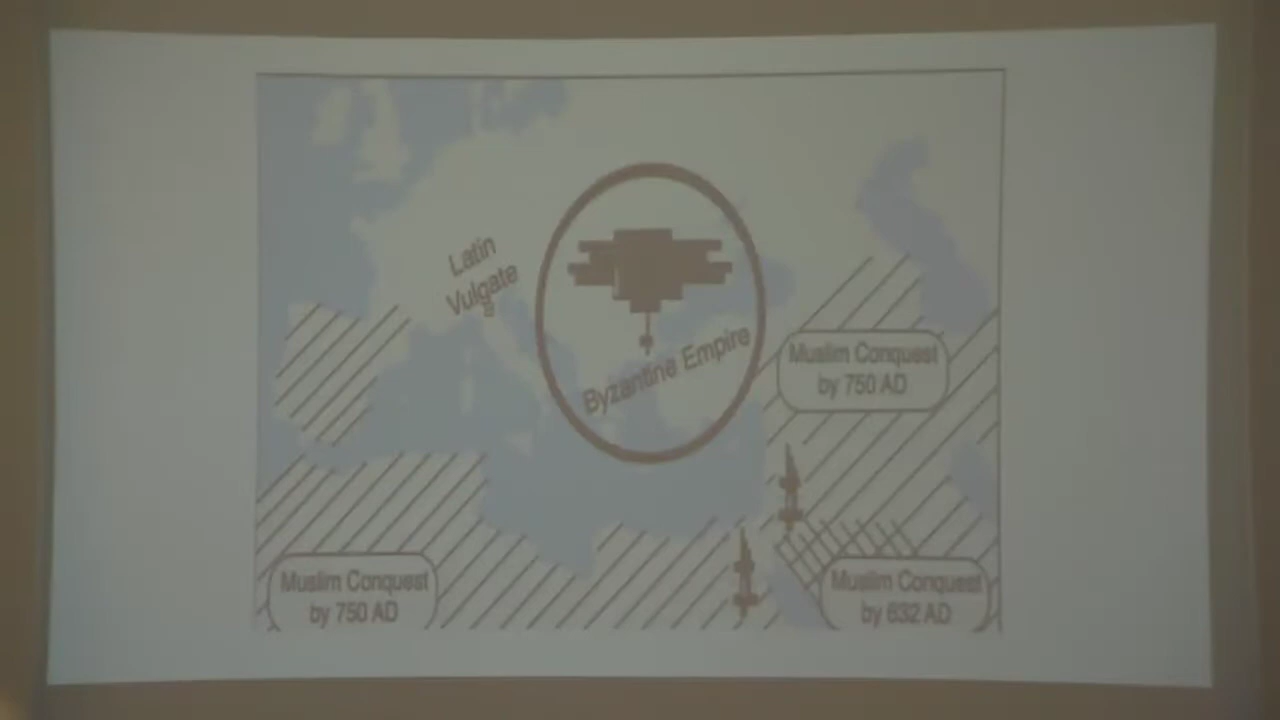 Latin
Vulgate
Byzantine Empire
Muslim Conquest
by 750 AD
Muslim Conquest
by 750 AD
Muslim Conquest
by 632 AD